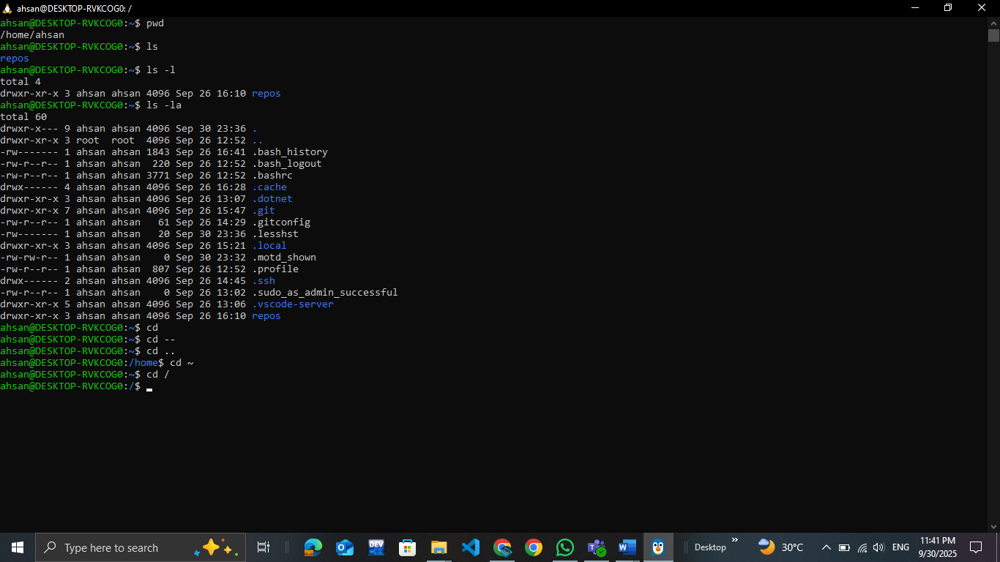 ahsan@DESKTOP-RVKCOG0: /
ahsan@DESKTOP-RVKCOG0:~$ pwd
/home/ahsan
ahsan@DESKTOP-RVKCOG0:~$ ls
repos
ahsan@DESKTOP-RVKCOG0:~$ ls -l
total 4
drwxr-xr-x 3 ahsan ahsan 4096 Sep 26 16:10 repos
ahsan@DESKTOP-RVKCOG0:~$ ls -la
total 60
drwxr-x--- 9 ahsan ahsan 4096 Sep 30 23:36 .
drwxr-xr-x 3 root  root  4096 Sep 26 12:52 ..
-rw------- 1 ahsan ahsan 1843 Sep 26 16:41 .bash_history
-rw-r--r-- 1 ahsan ahsan  220 Sep 26 12:52 .bash_logout
-rw-r--r-- 1 ahsan ahsan 3771 Sep 26 12:52 .bashrc
drwx------ 4 ahsan ahsan 4096 Sep 26 16:28 .cache
drwxr-xr-x 3 ahsan ahsan 4096 Sep 26 13:07 .dotnet
drwxr-xr-x 7 ahsan ahsan 4096 Sep 26 15:47 .git
-rw-r--r-- 1 ahsan ahsan   61 Sep 26 14:29 .gitconfig
-rw------- 1 ahsan ahsan   20 Sep 30 23:36 .lesshst
drwxr-xr-x 3 ahsan ahsan 4096 Sep 26 15:21 .local
-rw-rw-r-- 1 ahsan ahsan    0 Sep 30 23:32 .motd_shown
-rw-r--r-- 1 ahsan ahsan  807 Sep 26 12:52 .profile
drwx------ 2 ahsan ahsan 4096 Sep 26 14:45 .ssh
-rw-r--r-- 1 ahsan ahsan    0 Sep 26 13:02 .sudo_as_admin_successful
drwxr-xr-x 5 ahsan ahsan 4096 Sep 26 13:06 .vscode-server
drwxr-xr-x 3 ahsan ahsan 4096 Sep 26 16:10 repos
ahsan@DESKTOP-RVKCOG0:~$ cd
ahsan@DESKTOP-RVKCOG0:~$ cd --
ahsan@DESKTOP-RVKCOG0:~$ cd ..
ahsan@DESKTOP-RVKCOG0:/home$ cd ~
ahsan@DESKTOP-RVKCOG0:~$ cd /
ahsan@DESKTOP-RVKCOG0:/$
Type here to search
DEV
Desktop
30°C
ENG
11:41 PM
9/30/2025